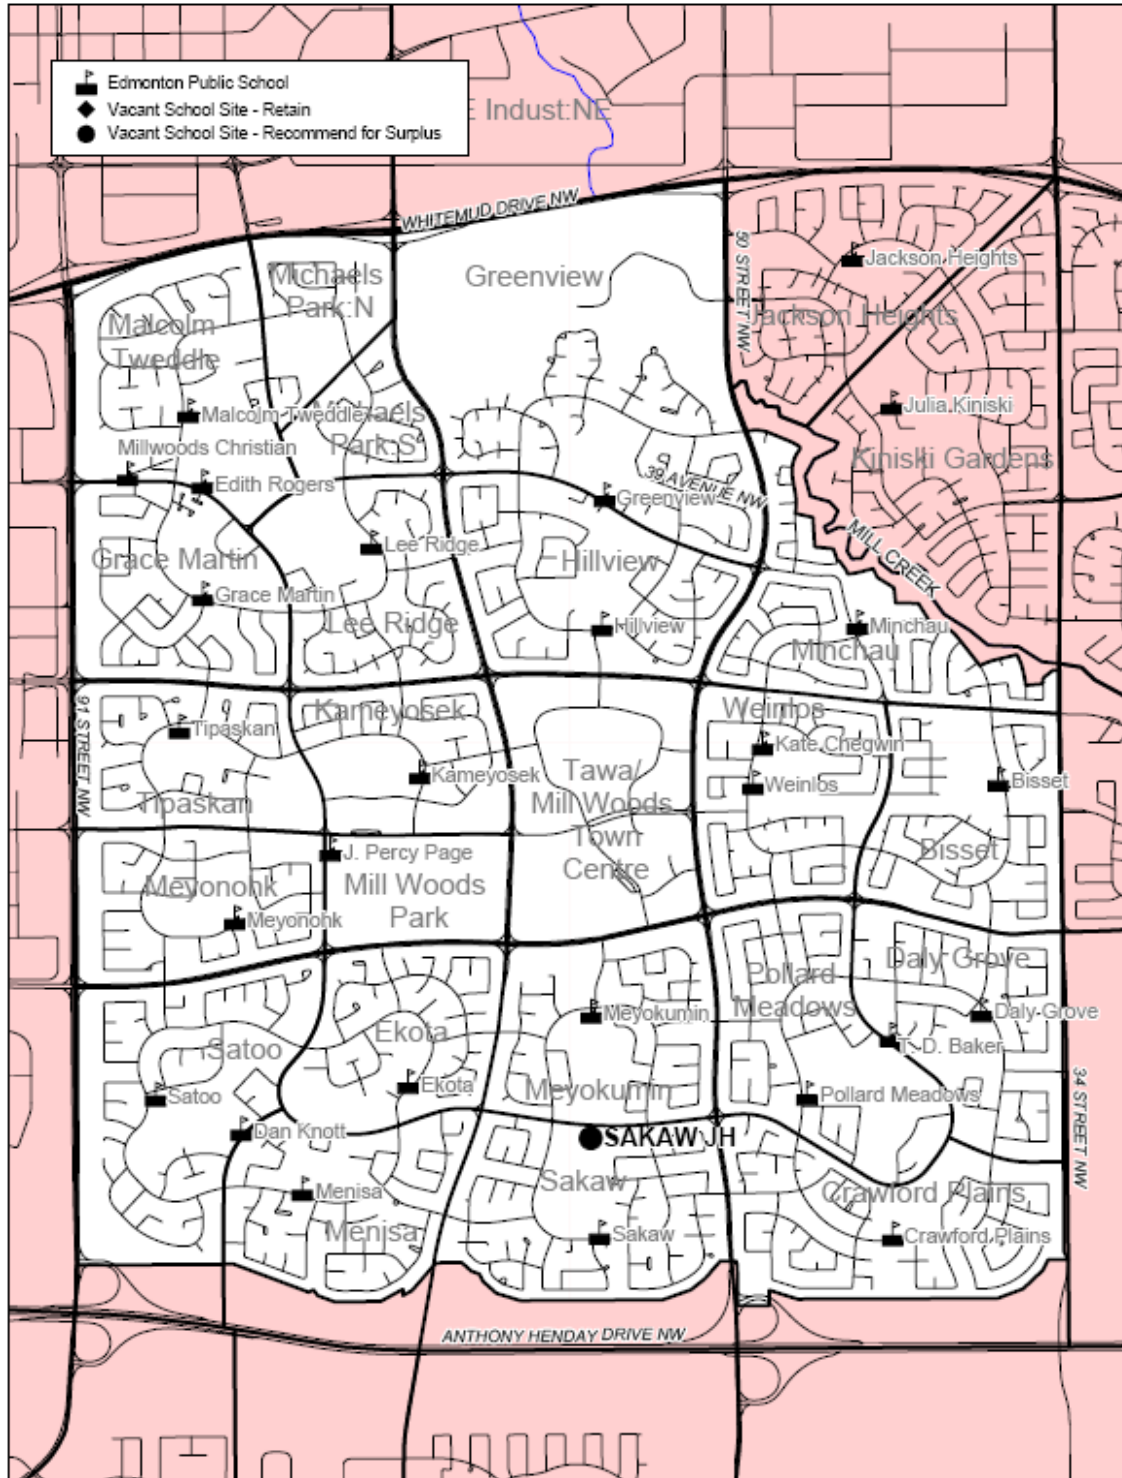 Edmonton Public School
Vacant School Site - Retain
Vacant School Site - Recommend for Surplus
E Indust:NE
WHITEMUD DRIVE NW
Michaels
Park:N
Greenview
50 STREET NW
Jackson Heights
Jackson Heights
Malcolm
Tweddle
Malcolm Tweddle
Michaels
Park:S
Julia Kiniski
Kiniski Gardens
Millwoods Christian
Edith Rogers
39 AVENUE NW
Greenview
MILL CREEK
Lee Ridge
Grace Martin
Hillview
Grace Martin
Lee Ridge
Hillview
Minchau
Minchau
91 STREET NW
Kameyosek
Weinlos
Tipaskan
Kate Chegwin
Kameyosek
Tawa/
Mill Woods
Town
Centre
Weinlos
Bisset
Tipaskan
J. Percy Page
Bisset
Meyonohk
Mill Woods
Park
Meyonohk
Daly Grove
Pollard
Meadows
Meyokumin
Daly Grove
Ekota
Satoo
T. D. Baker
Ekota
Meyokumin
Pollard Meadows
Satoo
34 STREET NW
Dan Knott
SAKAW JH
Menisa
Sakaw
Crawford Plains
Menisa
Sakaw
Crawford Plains
ANTHONY HENDAY DRIVE NW